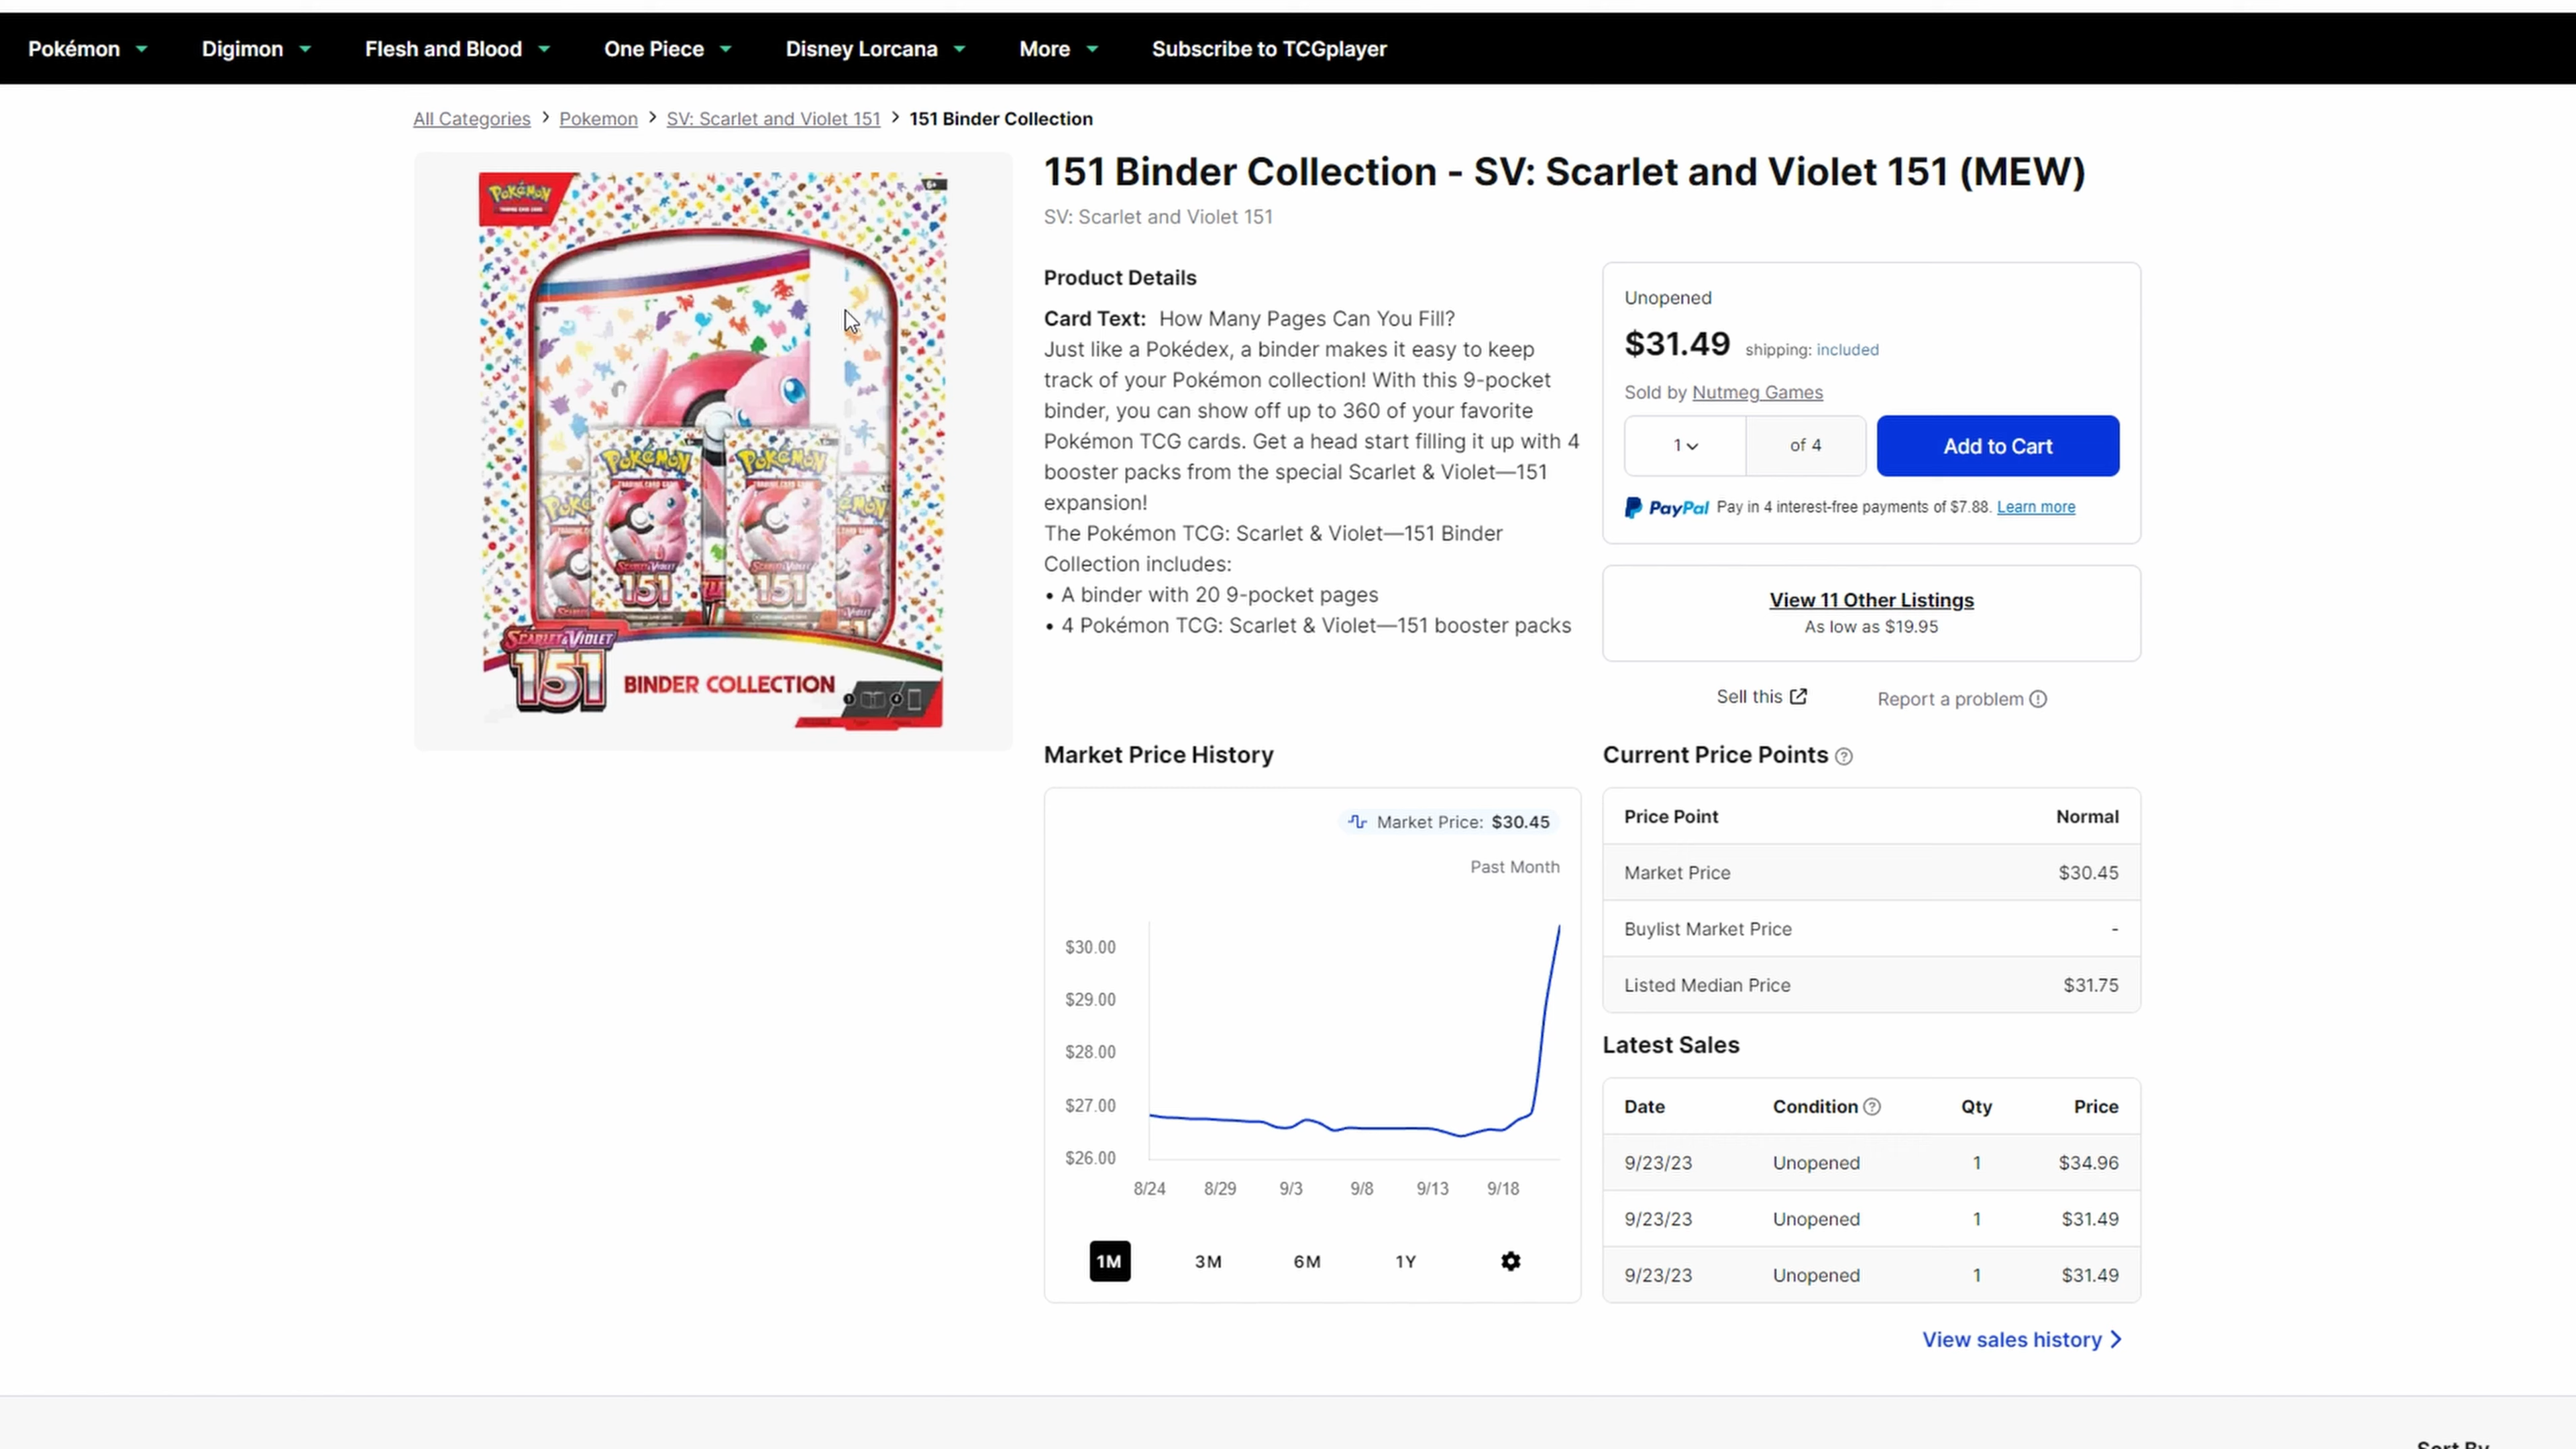 Pokémon Digimon Flesh and Blood One Piece Disney Lorcana More Subscribe to TCGplayer
All Categories > Pokemon > SV: Scarlet and Violet 151 > 151 Binder Collection
POKÉMON
TRADING CARD GAME
6+
Pokémon
Pokémon
SCARLET & VIOLET
151
SCARLET & VIOLET
151
SCARLET & VIOLET
151
BINDER COLLECTION
151 Binder Collection - SV: Scarlet and Violet 151 (MEW)
SV: Scarlet and Violet 151
Product Details
Card Text: How Many Pages Can You Fill?
Just like a Pokédex, a binder makes it easy to keep
track of your Pokémon collection! With this 9-pocket
binder, you can show off up to 360 of your favorite
Pokémon TCG cards. Get a head start filling it up with 4
booster packs from the special Scarlet & Violet—151
expansion!
The Pokémon TCG: Scarlet & Violet—151 Binder
Collection includes:
• A binder with 20 9-pocket pages
• 4 Pokémon TCG: Scarlet & Violet—151 booster packs
Unopened
$31.49 shipping: included
Sold by Nutmeg Games
1 of 4 Add to Cart
PayPal Pay in 4 interest-free payments of $7.88. Learn more
View 11 Other Listings
As low as $19.95
Sell this Report a problem
Market Price History
Market Price: $30.45
Past Month
$30.00
$29.00
$28.00
$27.00
$26.00
8/24 8/29 9/3 9/8 9/13 9/18
1M 3M 6M 1Y
Current Price Points ?
Price Point Normal
Market Price $30.45
Buylist Market Price -
Listed Median Price $31.75
Latest Sales
Date Condition ? Qty Price
9/23/23 Unopened 1 $34.96
9/23/23 Unopened 1 $31.49
9/23/23 Unopened 1 $31.49
View sales history >